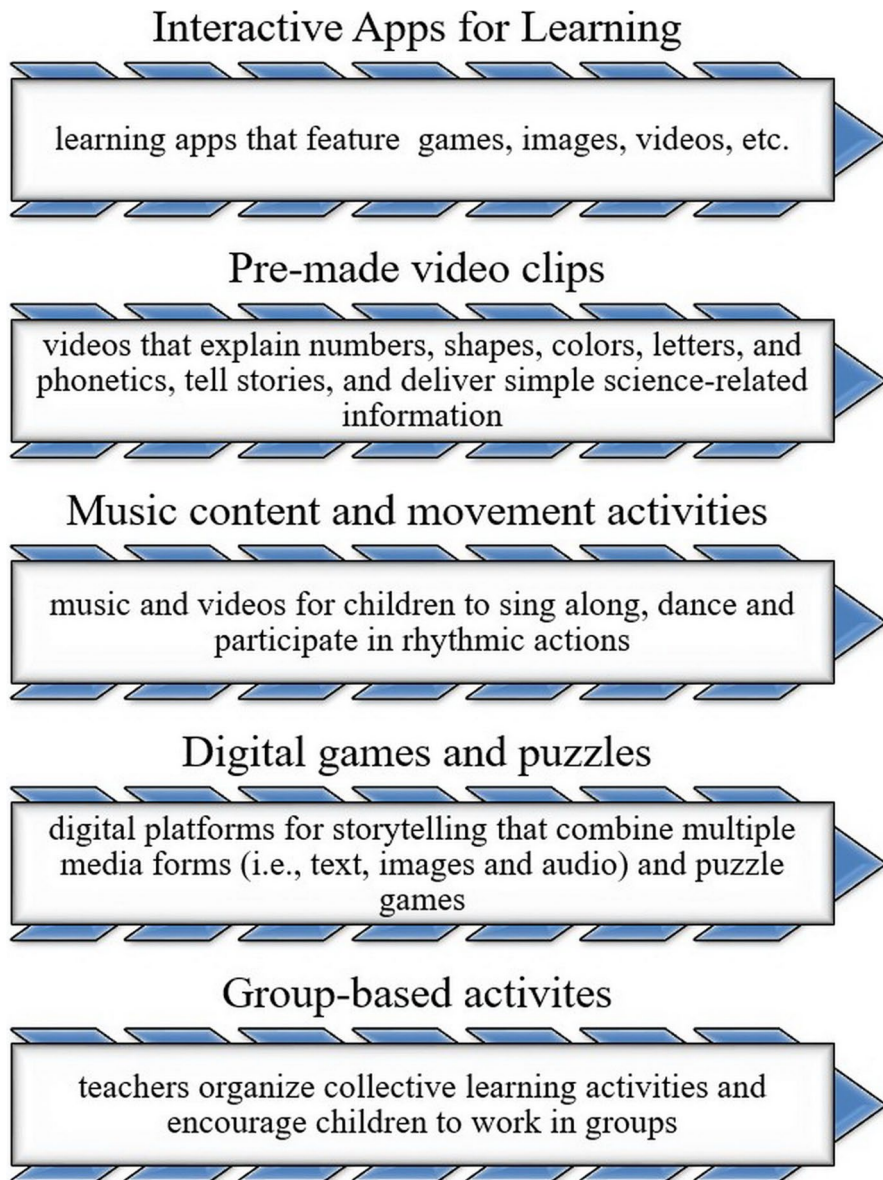 Interactive Apps for Learning
learning apps that feature games, images, videos, etc.
Pre-made video clips
videos that explain numbers, shapes, colors, letters, and
phonetics, tell stories, and deliver simple science-related
information
Music content and movement activities
music and videos for children to sing along, dance and
participate in rhythmic actions
Digital games and puzzles
digital platforms for storytelling that combine multiple
media forms (i.e., text, images and audio) and puzzle
games
Group-based activites
teachers organize collective learning activities and
encourage children to work in groups